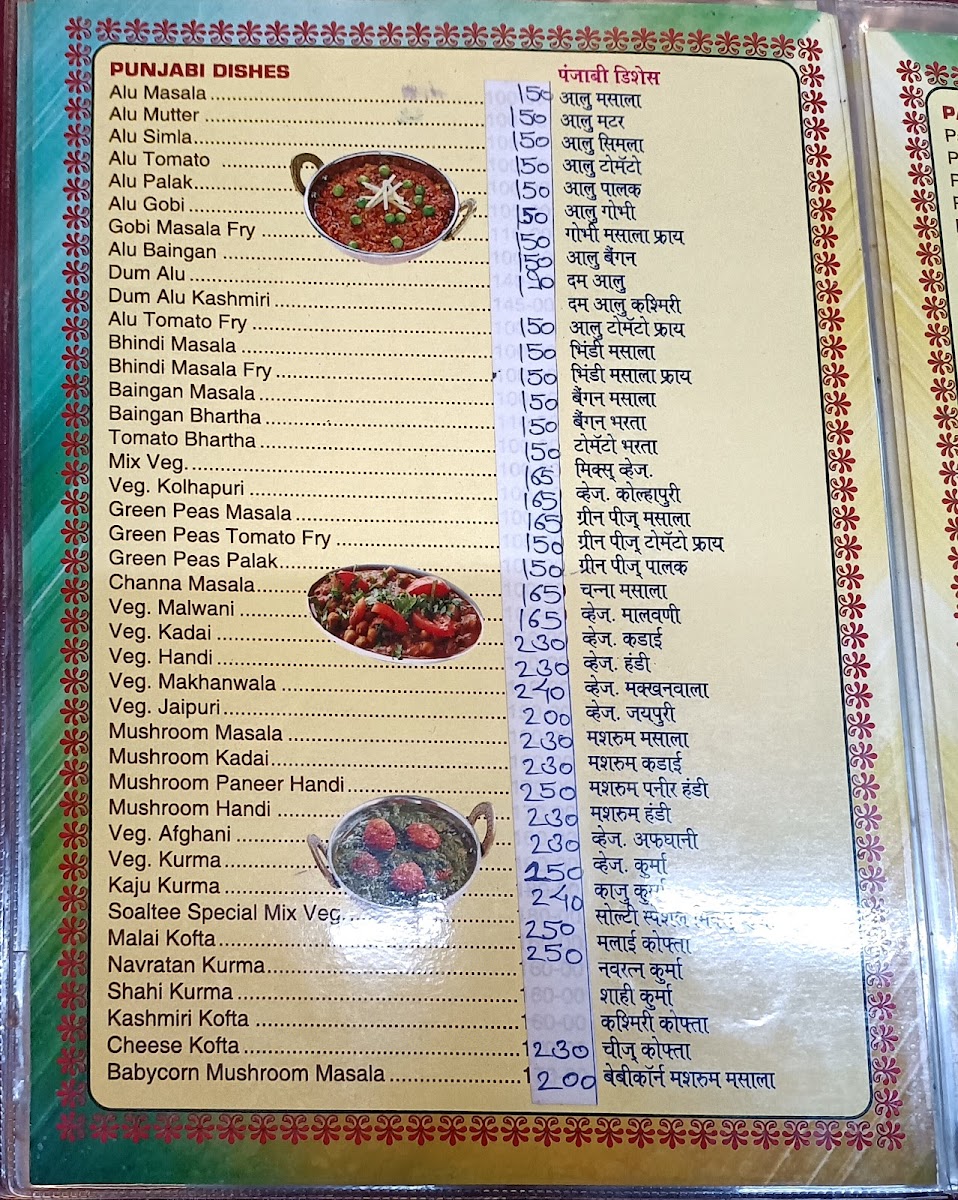 PUNJABI DISHES पंजाबी डिशेस
Alu Masala 150 आलु मसाला
Alu Mutter 150 आलु मटर
Alu Simla 150 आलु सिमला
Alu Tomato 150 आलु टोमॅटो
Alu Palak 150 आलु पालक
Alu Gobi 150 आलु गोभी
Gobi Masala Fry 150 गोभी मसाला फ्राय
Alu Baingan 150 आलु बैंगन
Dum Alu दम आलु
Dum Alu Kashmiri 145-00 दम आलु कश्मिरी
Alu Tomato Fry 150 आलु टोमॅटो फ्राय
Bhindi Masala 150 भिंडी मसाला
Bhindi Masala Fry 150 भिंडी मसाला फ्राय
Baingan Masala 150 बैंगन मसाला
Baingan Bhartha 150 बैंगन भरता
Tomato Bhartha 150 टोमॅटो भरता
Mix Veg. 165 मिक्स् व्हेज.
Veg. Kolhapuri 165 व्हेज. कोल्हापुरी
Green Peas Masala 165 ग्रीन पीज् मसाला
Green Peas Tomato Fry 150 ग्रीन पीज् टोमॅटो फ्राय
Green Peas Palak 150 ग्रीन पीज् पालक
Channa Masala 165 चन्ना मसाला
Veg. Malwani 165 व्हेज. मालवणी
Veg. Kadai 230 व्हेज. कडाई
Veg. Handi 230 व्हेज. हंडी
Veg. Makhanwala 240 व्हेज. मक्खनवाला
Veg. Jaipuri 200 व्हेज. जयपुरी
Mushroom Masala 230 मशरुम मसाला
Mushroom Kadai 230 मशरुम कडाई
Mushroom Paneer Handi 250 मशरुम पनीर हंडी
Mushroom Handi 230 मशरुम हंडी
Veg. Afghani 230 व्हेज. अफघानी
Veg. Kurma 250 व्हेज. कुर्मा
Kaju Kurma 240 काजु कुर्मा
Soaltee Special Mix Veg. 250 सोल्टी स्पेशल
Malai Kofta 250 मलाई कोफ्ता
Navratan Kurma 160-00 नवरत्न कुर्मा
Shahi Kurma 160-00 शाही कुर्मा
Kashmiri Kofta 160-00 कश्मिरी कोफ्ता
Cheese Kofta 230 चीज् कोफ्ता
Babycorn Mushroom Masala 200 बेबीकॉर्न मशरुम मसाला